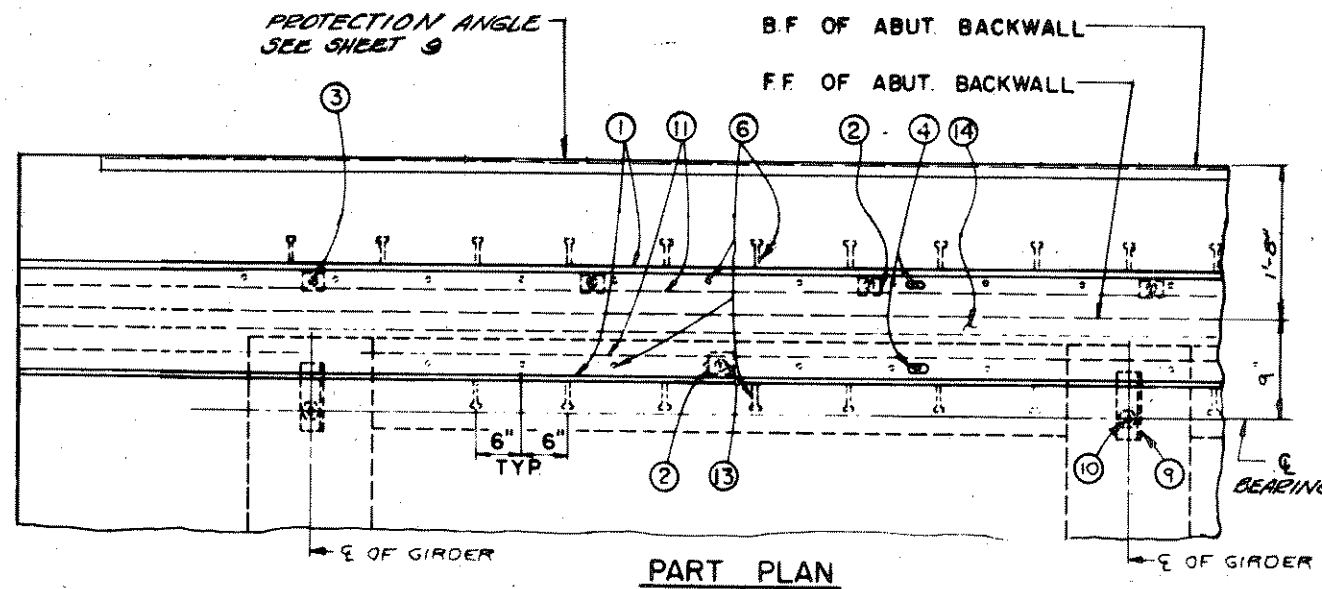 PROTECTION ANGLE
SEE SHEET 9
B.F OF ABUT. BACKWALL
F.F. OF ABUT. BACKWALL
3
1
11
6
2
4
14
1'-8"
9"
6" 6"
TYP.
2
13
10
9
℄
BEARING
℄ OF GIRDER
℄ OF GIRDER
PART PLAN